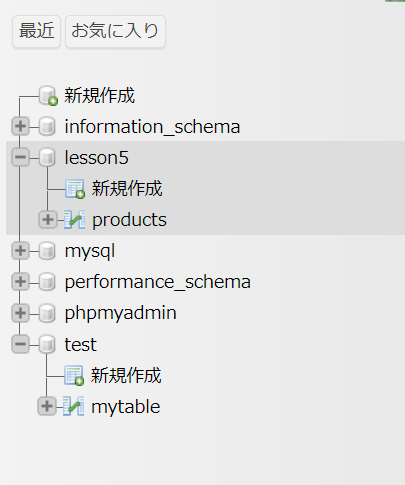 最近 お気に入り
新規作成
information_schema
lesson5
新規作成
products
mysql
performance_schema
phpmyadmin
test
新規作成
mytable